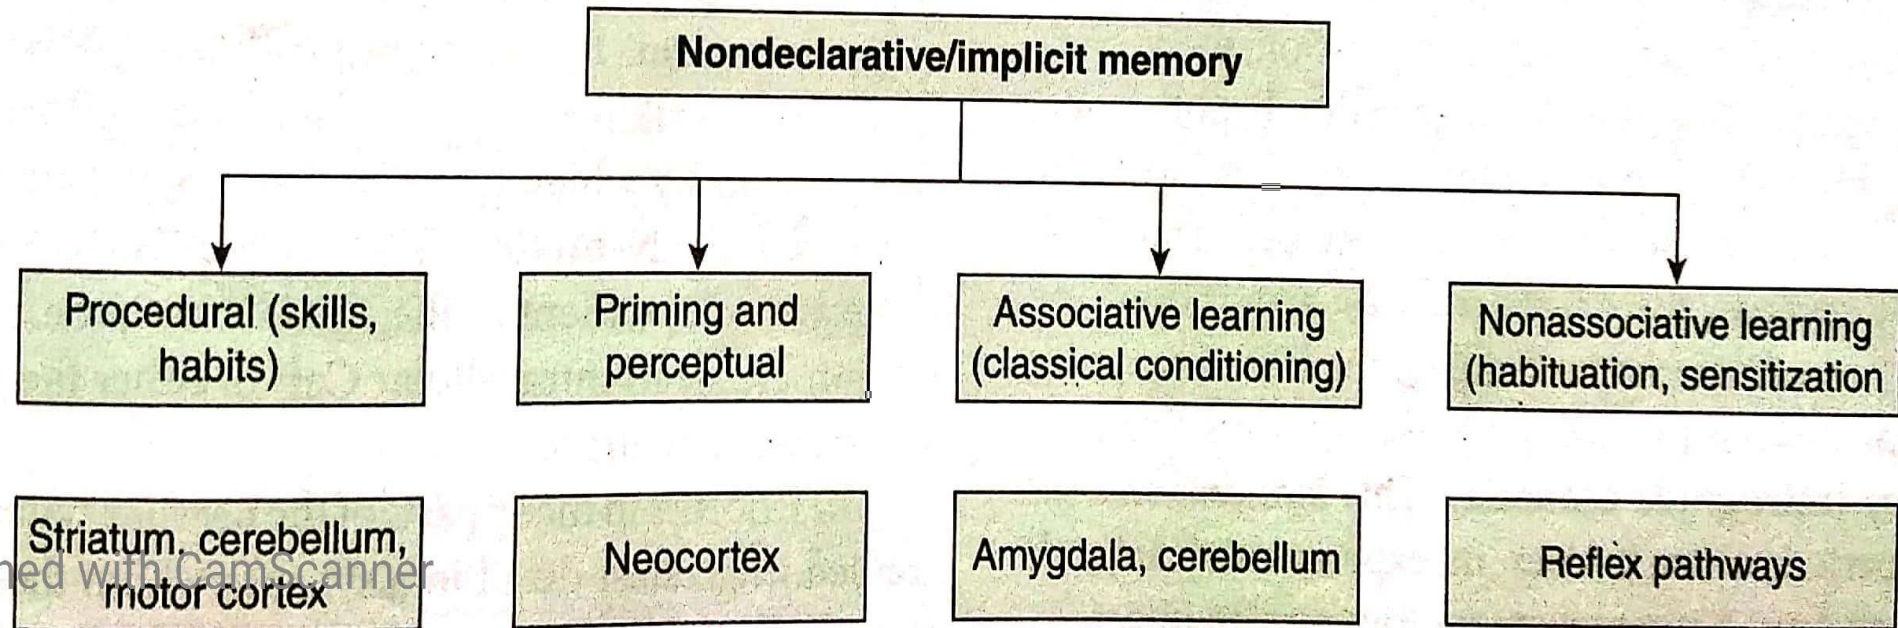 Nondeclarative/implicit memory
Procedural (skills,
habits)
Priming and
perceptual
Associative learning
(classical conditioning)
Nonassociative learning
(habituation, sensitization
Striatum. cerebellum,
motor cortex
Neocortex
Amygdala, cerebellum
Reflex pathways
ned with CamScanner